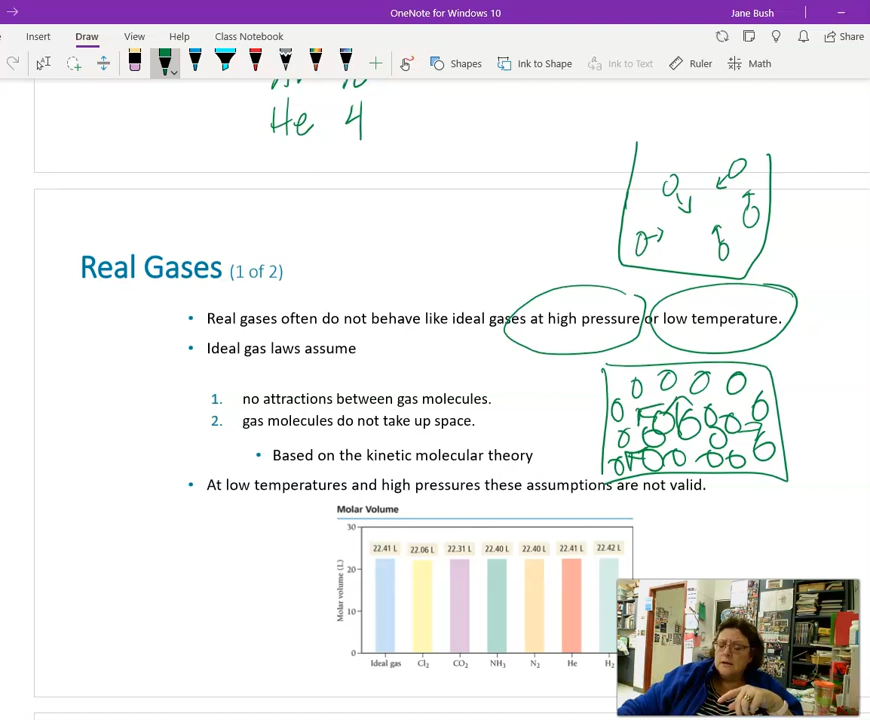 OneNote for Windows 10
Jane Bush
Insert Draw View Help Class Notebook Share
Shapes Ink to Shape Ink to Text Ruler Math
He 4
Real Gases (1 of 2)
• Real gases often do not behave like ideal gases at high pressure or low temperature.
• Ideal gas laws assume
1. no attractions between gas molecules.
2. gas molecules do not take up space.
• Based on the kinetic molecular theory
• At low temperatures and high pressures these assumptions are not valid.
Molar Volume
30
22.41 L 22.06 L 22.31 L 22.40 L 22.40 L 22.41 L 22.42 L
20
Molar volume (L)
10
0
Ideal gas Cl₂ CO₂ NH₃ N₂ He H₂